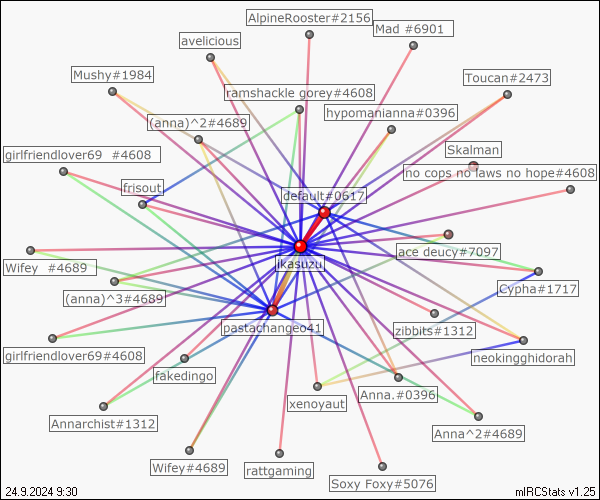 AlpineRooster#2156
Mad #6901
avelicious
Mushy#1984
Toucan#2473
ramshackle gorey#4608
hypomanianna#0396
(anna)^2#4689
Skalman
girlfriendlover69 #4608
no cops no laws no hope#4608
frisout
default#0617
ace deucy#7097
jkasuzu
Wifey #4689
Cypha#1717
(anna)^3#4689
pastachangeo41
zibbits#1312
girlfriendlover69#4608
neokingghidorah
fakedingo
Anna.#0396
xenoyaut
Annarchist#1312
Anna^2#4689
Wifey#4689
rattgaming
Soxy Foxy#5076
24.9.2024 9:30
mIRCStats v1.25